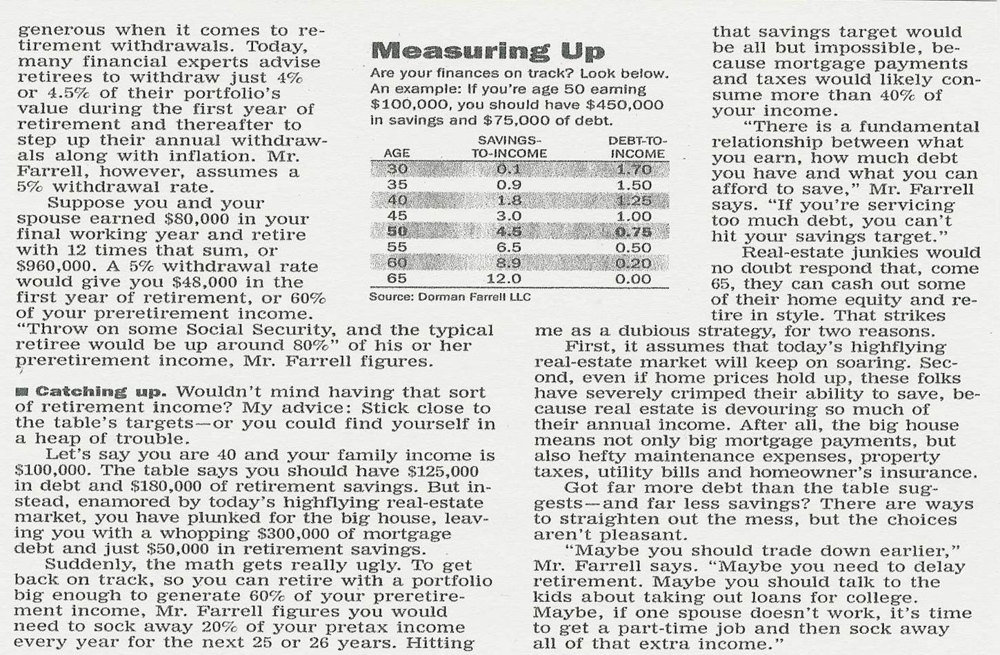 generous when it comes to re-
tirement withdrawals. Today,
many financial experts advise
retirees to withdraw just 4%
or 4.5% of their portfolio's
value during the first year of
retirement and thereafter to
step up their annual withdraw-
als along with inflation. Mr.
Farrell, however, assumes a
5% withdrawal rate.
Suppose you and your
spouse earned $80,000 in your
final working year and retire
with 12 times that sum, or
$960,000. A 5% withdrawal rate
would give you $48,000 in the
first year of retirement, or 60%
of your preretirement income.
"Throw on some Social Security, and the typical
retiree would be up around 80%" of his or her
preretirement income, Mr. Farrell figures.
■ Catching up. Wouldn't mind having that sort
of retirement income? My advice: Stick close to
the table's targets—or you could find yourself in
a heap of trouble.
Let's say you are 40 and your family income is
$100,000. The table says you should have $125,000
in debt and $180,000 of retirement savings. But in-
stead, enamored by today's highflying real-estate
market, you have plunked for the big house, leav-
ing you with a whopping $300,000 of mortgage
debt and just $50,000 in retirement savings.
Suddenly, the math gets really ugly. To get
back on track, so you can retire with a portfolio
big enough to generate 60% of your preretire-
ment income, Mr. Farrell figures you would
need to sock away 20% of your pretax income
every year for the next 25 or 26 years. Hitting
Measuring Up
Are your finances on track? Look below.
An example: If you're age 50 earning
$100,000, you should have $450,000
in savings and $75,000 of debt.
SAVINGS- DEBT-TO-
AGE TO-INCOME INCOME
30 0.1 1.70
35 0.9 1.50
40 1.8 1.25
45 3.0 1.00
50 4.5 0.75
55 6.5 0.50
60 8.9 0.20
65 12.0 0.00
Source: Dorman Farrell LLC
that savings target would
be all but impossible, be-
cause mortgage payments
and taxes would likely con-
sume more than 40% of
your income.
"There is a fundamental
relationship between what
you earn, how much debt
you have and what you can
afford to save," Mr. Farrell
says. "If you're servicing
too much debt, you can't
hit your savings target."
Real-estate junkies would
no doubt respond that, come
65, they can cash out some
of their home equity and re-
tire in style. That strikes
me as a dubious strategy, for two reasons.
First, it assumes that today's highflying
real-estate market will keep on soaring. Sec-
ond, even if home prices hold up, these folks
have severely crimped their ability to save, be-
cause real estate is devouring so much of
their annual income. After all, the big house
means not only big mortgage payments, but
also hefty maintenance expenses, property
taxes, utility bills and homeowner's insurance.
Got far more debt than the table sug-
gests—and far less savings? There are ways
to straighten out the mess, but the choices
aren't pleasant.
"Maybe you should trade down earlier,"
Mr. Farrell says. "Maybe you need to delay
retirement. Maybe you should talk to the
kids about taking out loans for college.
Maybe, if one spouse doesn't work, it's time
to get a part-time job and then sock away
all of that extra income."